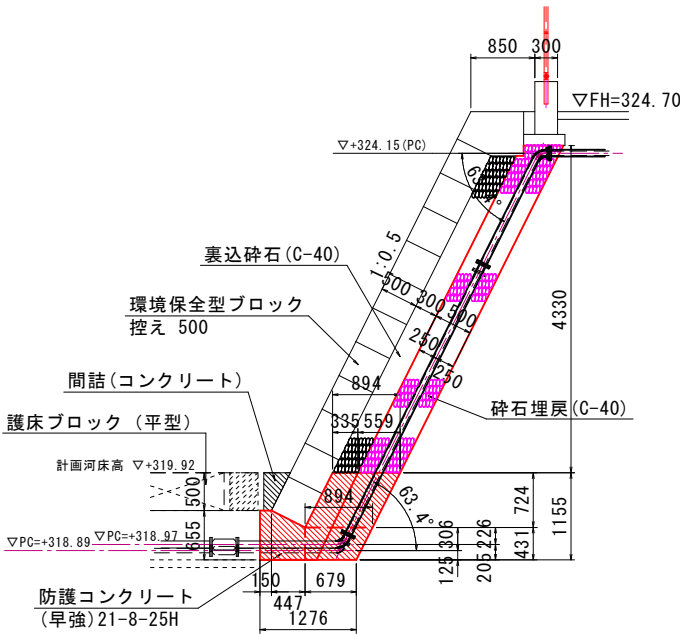 850
300
▽FH=324.70
▽+324.15(PC)
63.4°
裏込砕石(C-40)
1:0.5
環境保全型ブロック
控え 500
500
300
500
4330
250
250
間詰(コンクリート)
894
砕石埋戻(C-40)
335
559
護床ブロック (平型)
計画河床高 ▽+319.92
500
894
63.4°
724
1155
655
▽PC=+318.89
▽PC=+318.97
306
226
431
125
205
150
679
447
1276
防護コンクリート
(早強)21-8-25H